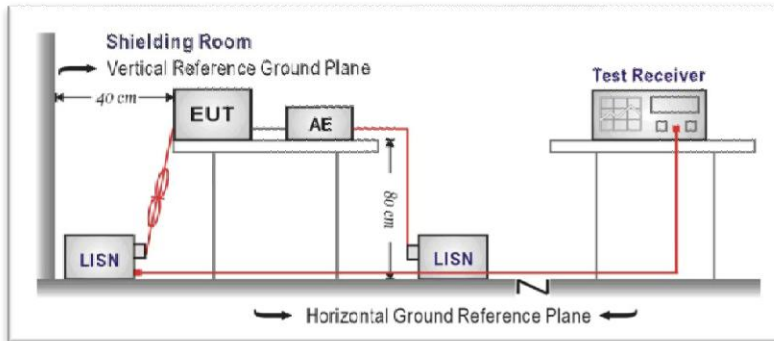 Shielding Room
Vertical Reference Ground Plane
40 cm
EUT
AE
Test Receiver
80 cm
LISN
LISN
Horizontal Ground Reference Plane